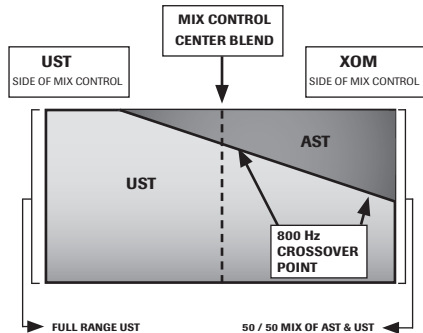 MIX CONTROL
CENTER BLEND
UST
SIDE OF MIX CONTROL
XOM
SIDE OF MIX CONTROL
AST
UST
800 Hz
CROSSOVER
POINT
FULL RANGE UST
50 / 50 MIX OF AST & UST